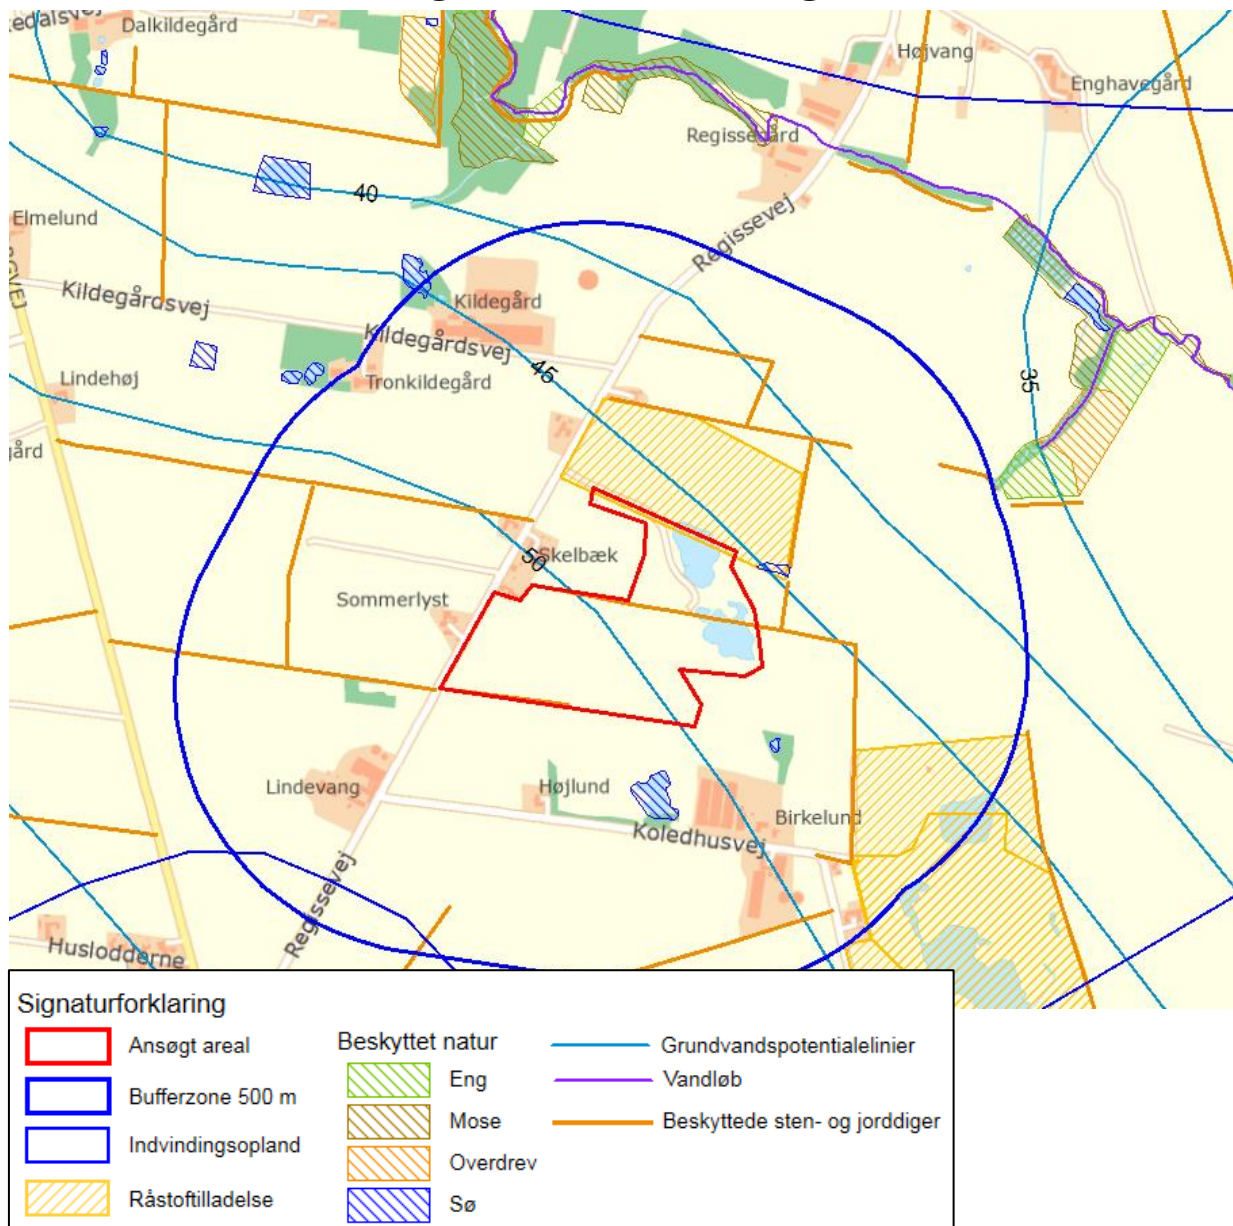 Dalkildegård
Højvang
Enghavegård
Regissegård
40
Elmelund
Regissevej
Kildegårdsvej
Kildegård
Kildegårdsvej
45
35
Lindehøj
Tronkildegård
gård
50
Skelbæk
Sommerlyst
Lindevang
Højlund
Birkelund
Koledhusvej
Regissevej
Huslodderne
Signaturforklaring
Ansøgt areal
Bufferzone 500 m
Indvindingsopland
Råstoftilladelse
Beskyttet natur
Eng
Mose
Overdrev
Sø
Grundvandspotentialelinier
Vandløb
Beskyttede sten- og jorddiger